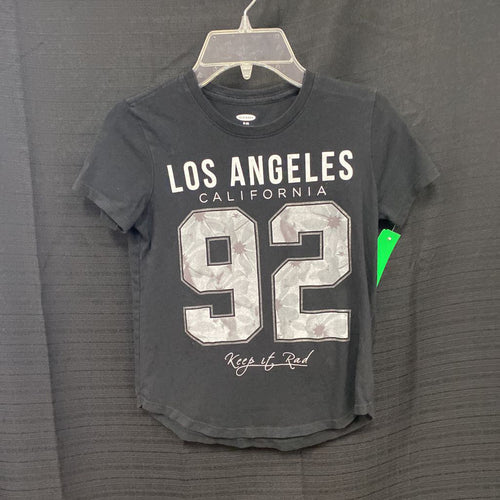 LOS ANGELES
CALIFORNIA
92
Keep it Rad